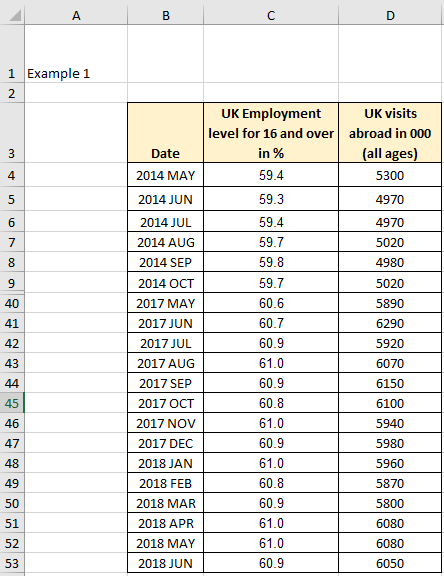 A B C D
1 Example 1
2
UK Employment UK visits
level for 16 and over abroad in 000
3 Date in % (all ages)
4 2014 MAY 59.4 5300
5 2014 JUN 59.3 4970
6 2014 JUL 59.4 4970
7 2014 AUG 59.7 5020
8 2014 SEP 59.8 4980
9 2014 OCT 59.7 5020
40 2017 MAY 60.6 5890
41 2017 JUN 60.7 6290
42 2017 JUL 60.9 5920
43 2017 AUG 61.0 6070
44 2017 SEP 60.9 6150
45 2017 OCT 60.8 6100
46 2017 NOV 61.0 5940
47 2017 DEC 60.9 5980
48 2018 JAN 61.0 5960
49 2018 FEB 60.8 5870
50 2018 MAR 60.9 5800
51 2018 APR 61.0 6080
52 2018 MAY 61.0 6080
53 2018 JUN 60.9 6050